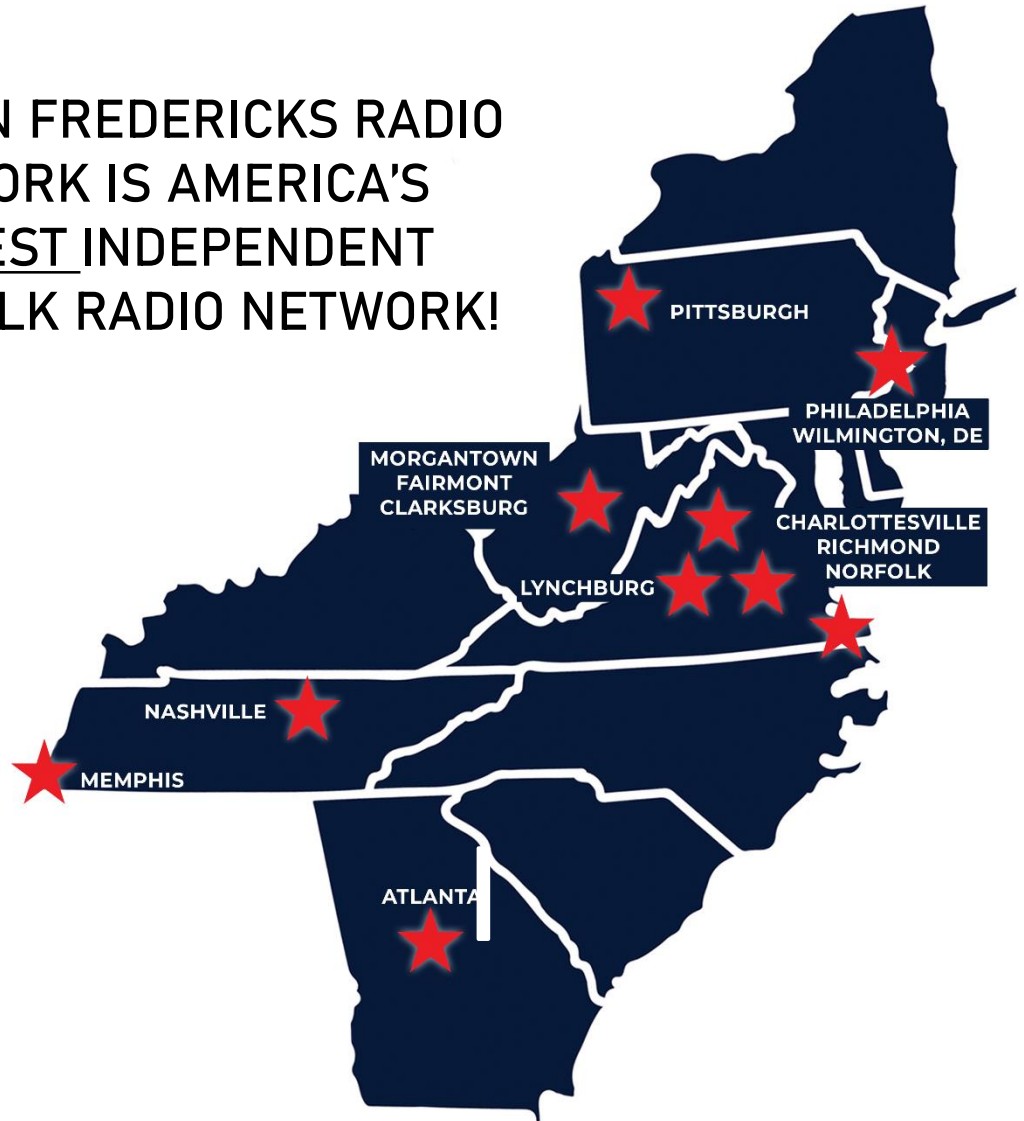 N FREDERICKS RADIO
ORK IS AMERICA'S
EST INDEPENDENT
LK RADIO NETWORK!
PITTSBURGH
PHILADELPHIA
WILMINGTON, DE
MORGANTOWN
FAIRMONT
CLARKSBURG
CHARLOTTESVILLE
RICHMOND
NORFOLK
LYNCHBURG
NASHVILLE
MEMPHIS
ATLANTA